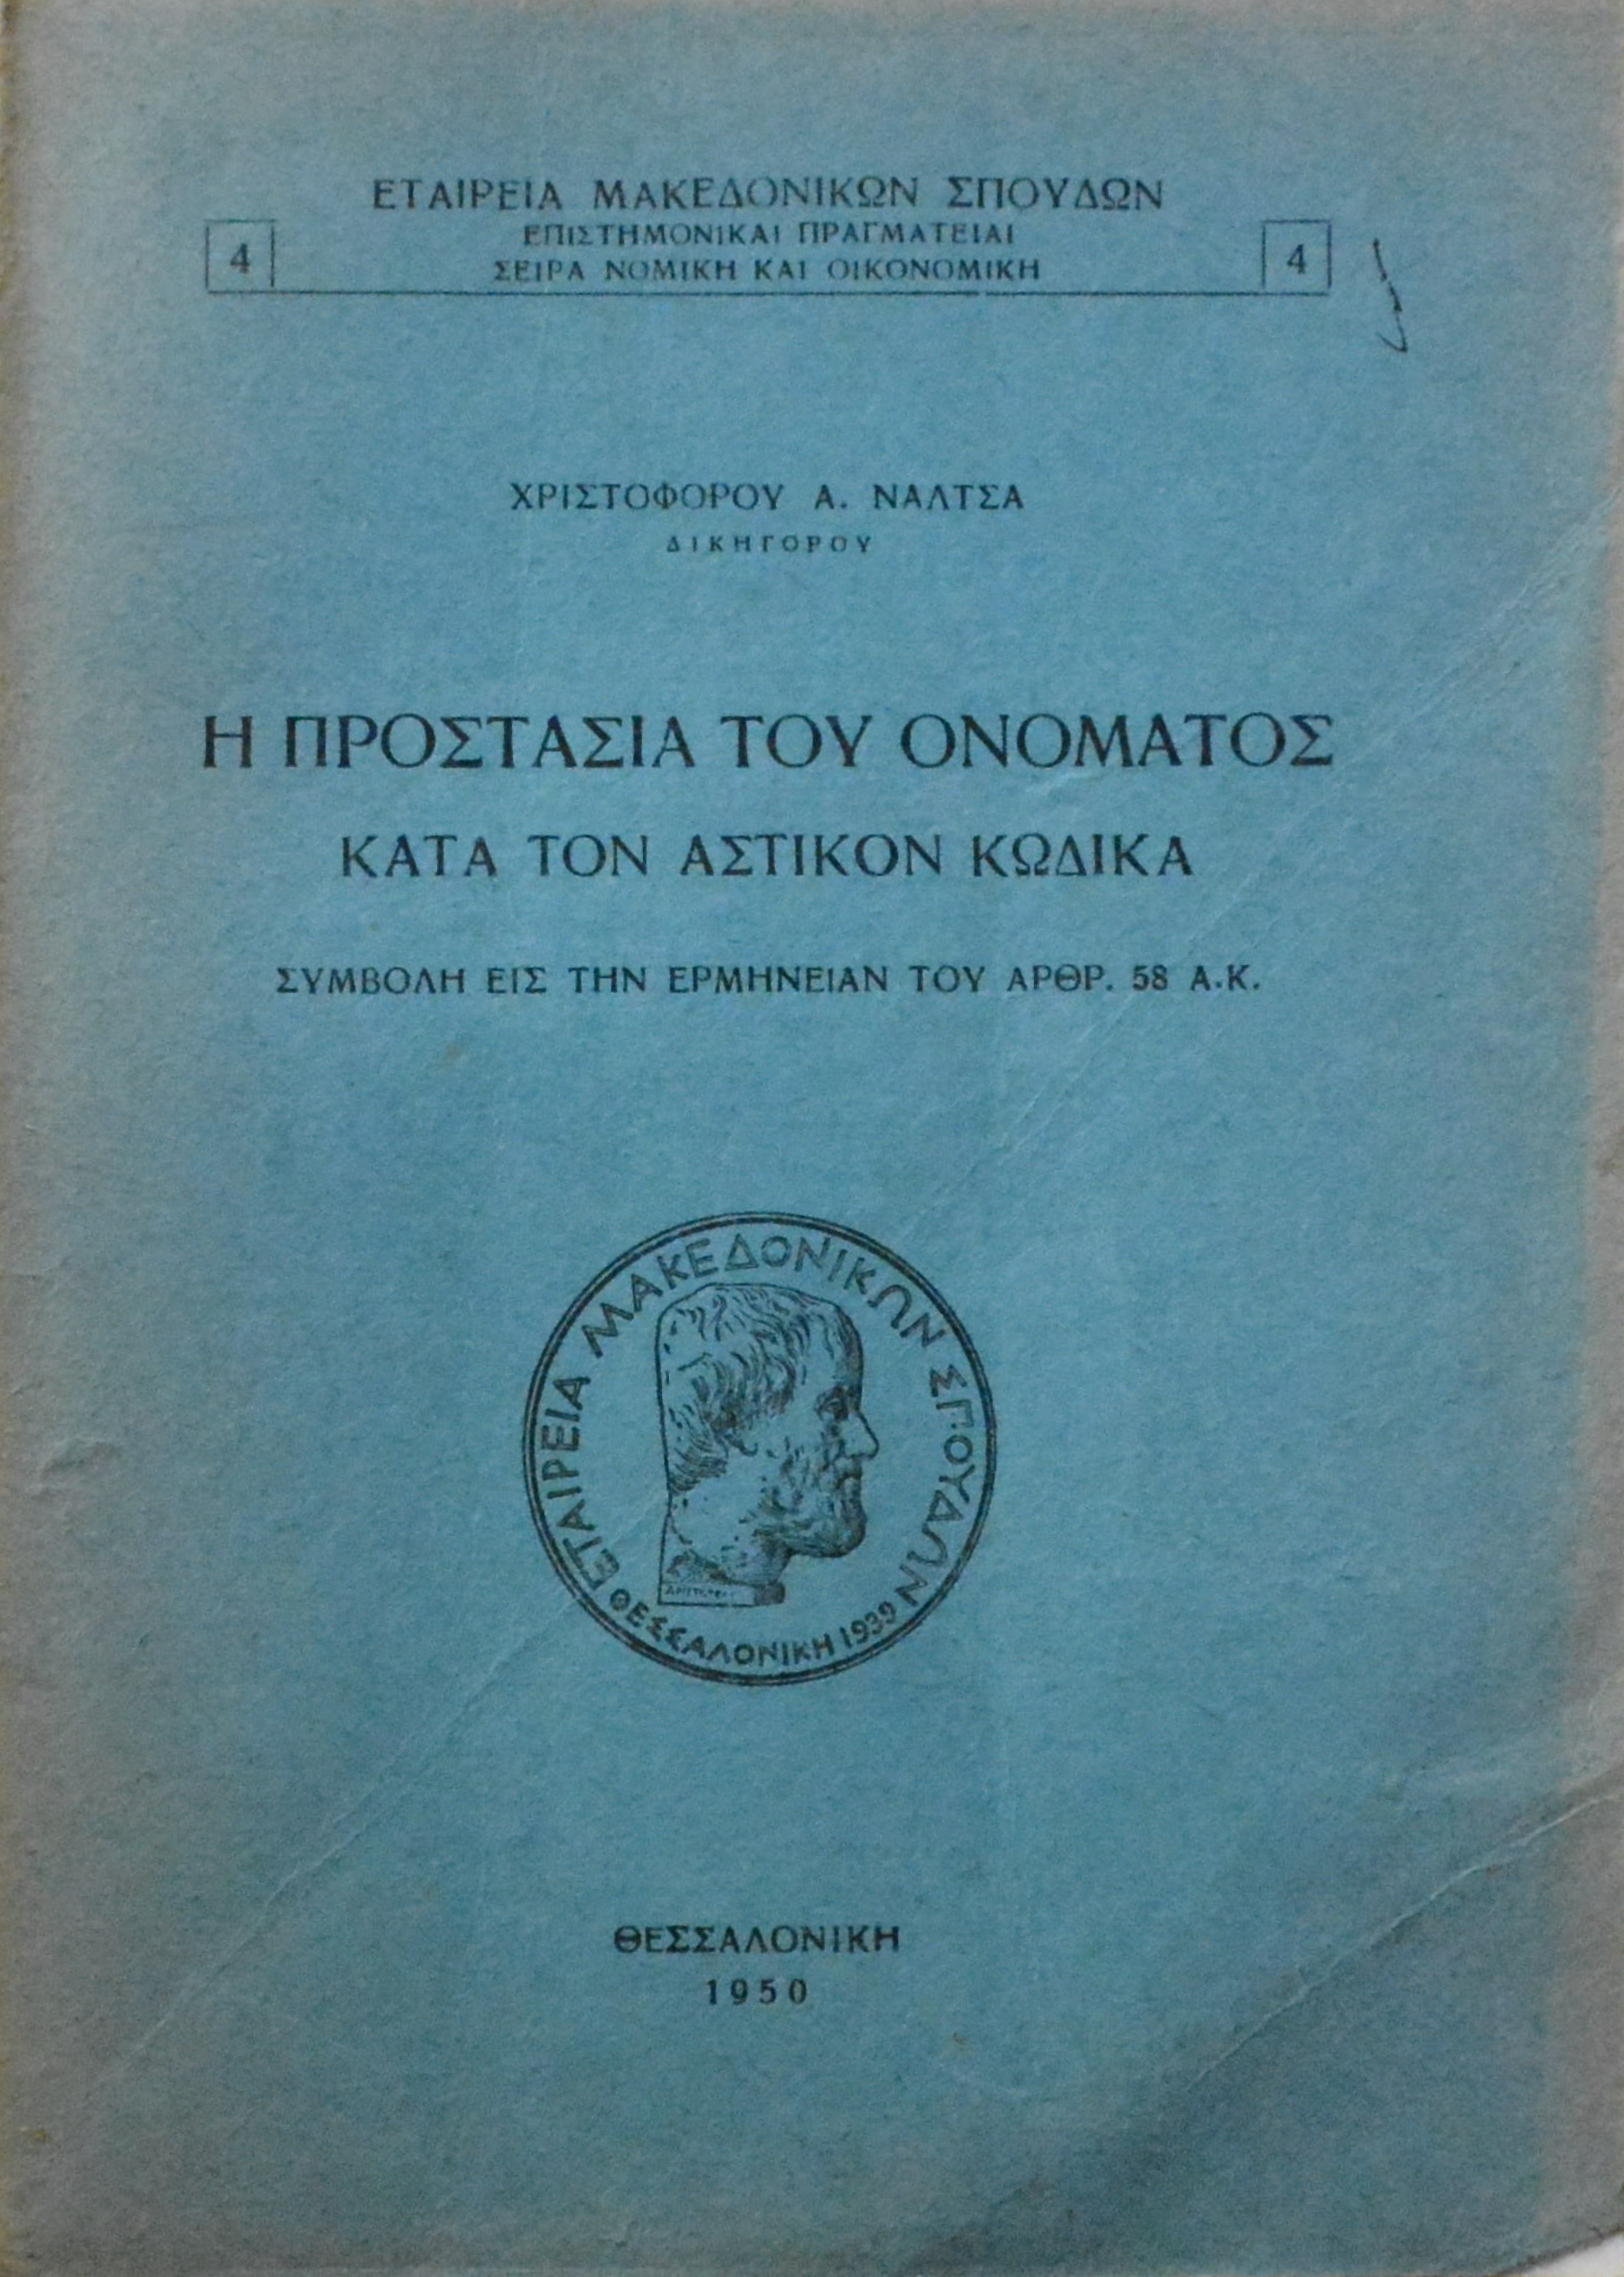 ΕΤΑΙΡΕΙΑ ΜΑΚΕΔΟΝΙΚΩΝ ΣΠΟΥΔΩΝ
ΕΠΙΣΤΗΜΟΝΙΚΑΙ ΠΡΑΓΜΑΤΕΙΑΙ
4 ΣΕΙΡΑ ΝΟΜΙΚΗ ΚΑΙ ΟΙΚΟΝΟΜΙΚΗ 4
ΧΡΙΣΤΟΦΟΡΟΥ Α. ΝΑΛΤΣΑ
ΔΙΚΗΓΟΡΟΥ
Η ΠΡΟΣΤΑΣΙΑ ΤΟΥ ΟΝΟΜΑΤΟΣ
ΚΑΤΑ ΤΟΝ ΑΣΤΙΚΟΝ ΚΩΔΙΚΑ
ΣΥΜΒΟΛΗ ΕΙΣ ΤΗΝ ΕΡΜΗΝΕΙΑΝ ΤΟΥ ΑΡΘΡ. 58 Α.Κ.
ΕΤΑΙΡΕΙΑ ΜΑΚΕΔΟΝΙΚΩΝ ΣΠΟΥΔΩΝ
ΘΕΣΣΑΛΟΝΙΚΗ 1939
ΘΕΣΣΑΛΟΝΙΚΗ
1950